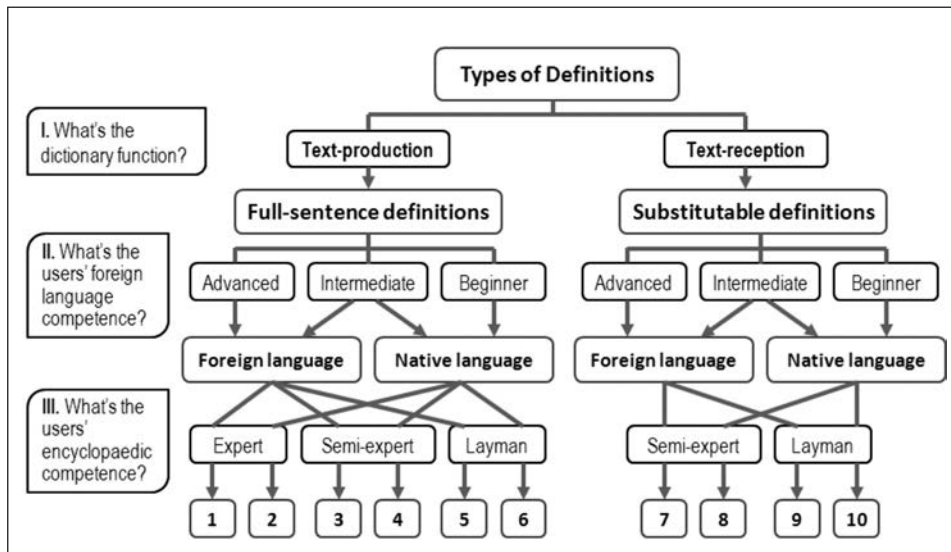 Types of Definitions
I. What's the
dictionary function?
Text-production
Text-reception
Full-sentence definitions
Substitutable definitions
II. What's the
users' foreign
language
competence?
Advanced
Intermediate
Beginner
Advanced
Intermediate
Beginner
Foreign language
Native language
Foreign language
Native language
III. What's the
users'
encyclopaedic
competence?
Expert
Semi-expert
Layman
Semi-expert
Layman
1
2
3
4
5
6
7
8
9
10